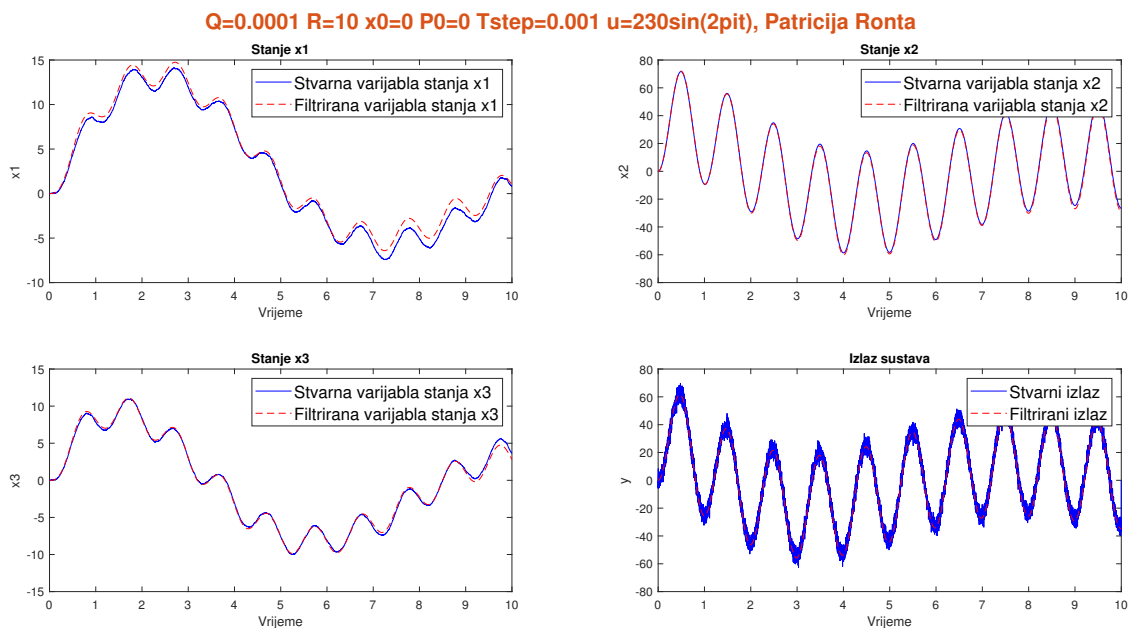 Q=0.0001 R=10 x0=0 P0=0 Tstep=0.001 u=230sin(2pit), Patricija Ronta
Stanje x1
15
10
5
0
-5
-10
x1
Stvarna varijabla stanja x1
Filtrirana varijabla stanja x1
0 1 2 3 4 5 6 7 8 9 10
Vrijeme
Stanje x2
80
60
40
20
0
-20
-40
-60
-80
x2
Stvarna varijabla stanja x2
Filtrirana varijabla stanja x2
0 1 2 3 4 5 6 7 8 9 10
Vrijeme
Stanje x3
15
10
5
0
-5
-10
-15
x3
Stvarna varijabla stanja x3
Filtrirana varijabla stanja x3
0 1 2 3 4 5 6 7 8 9 10
Vrijeme
Izlaz sustava
80
60
40
20
0
-20
-40
-60
-80
y
Stvarni izlaz
Filtrirani izlaz
0 1 2 3 4 5 6 7 8 9 10
Vrijeme